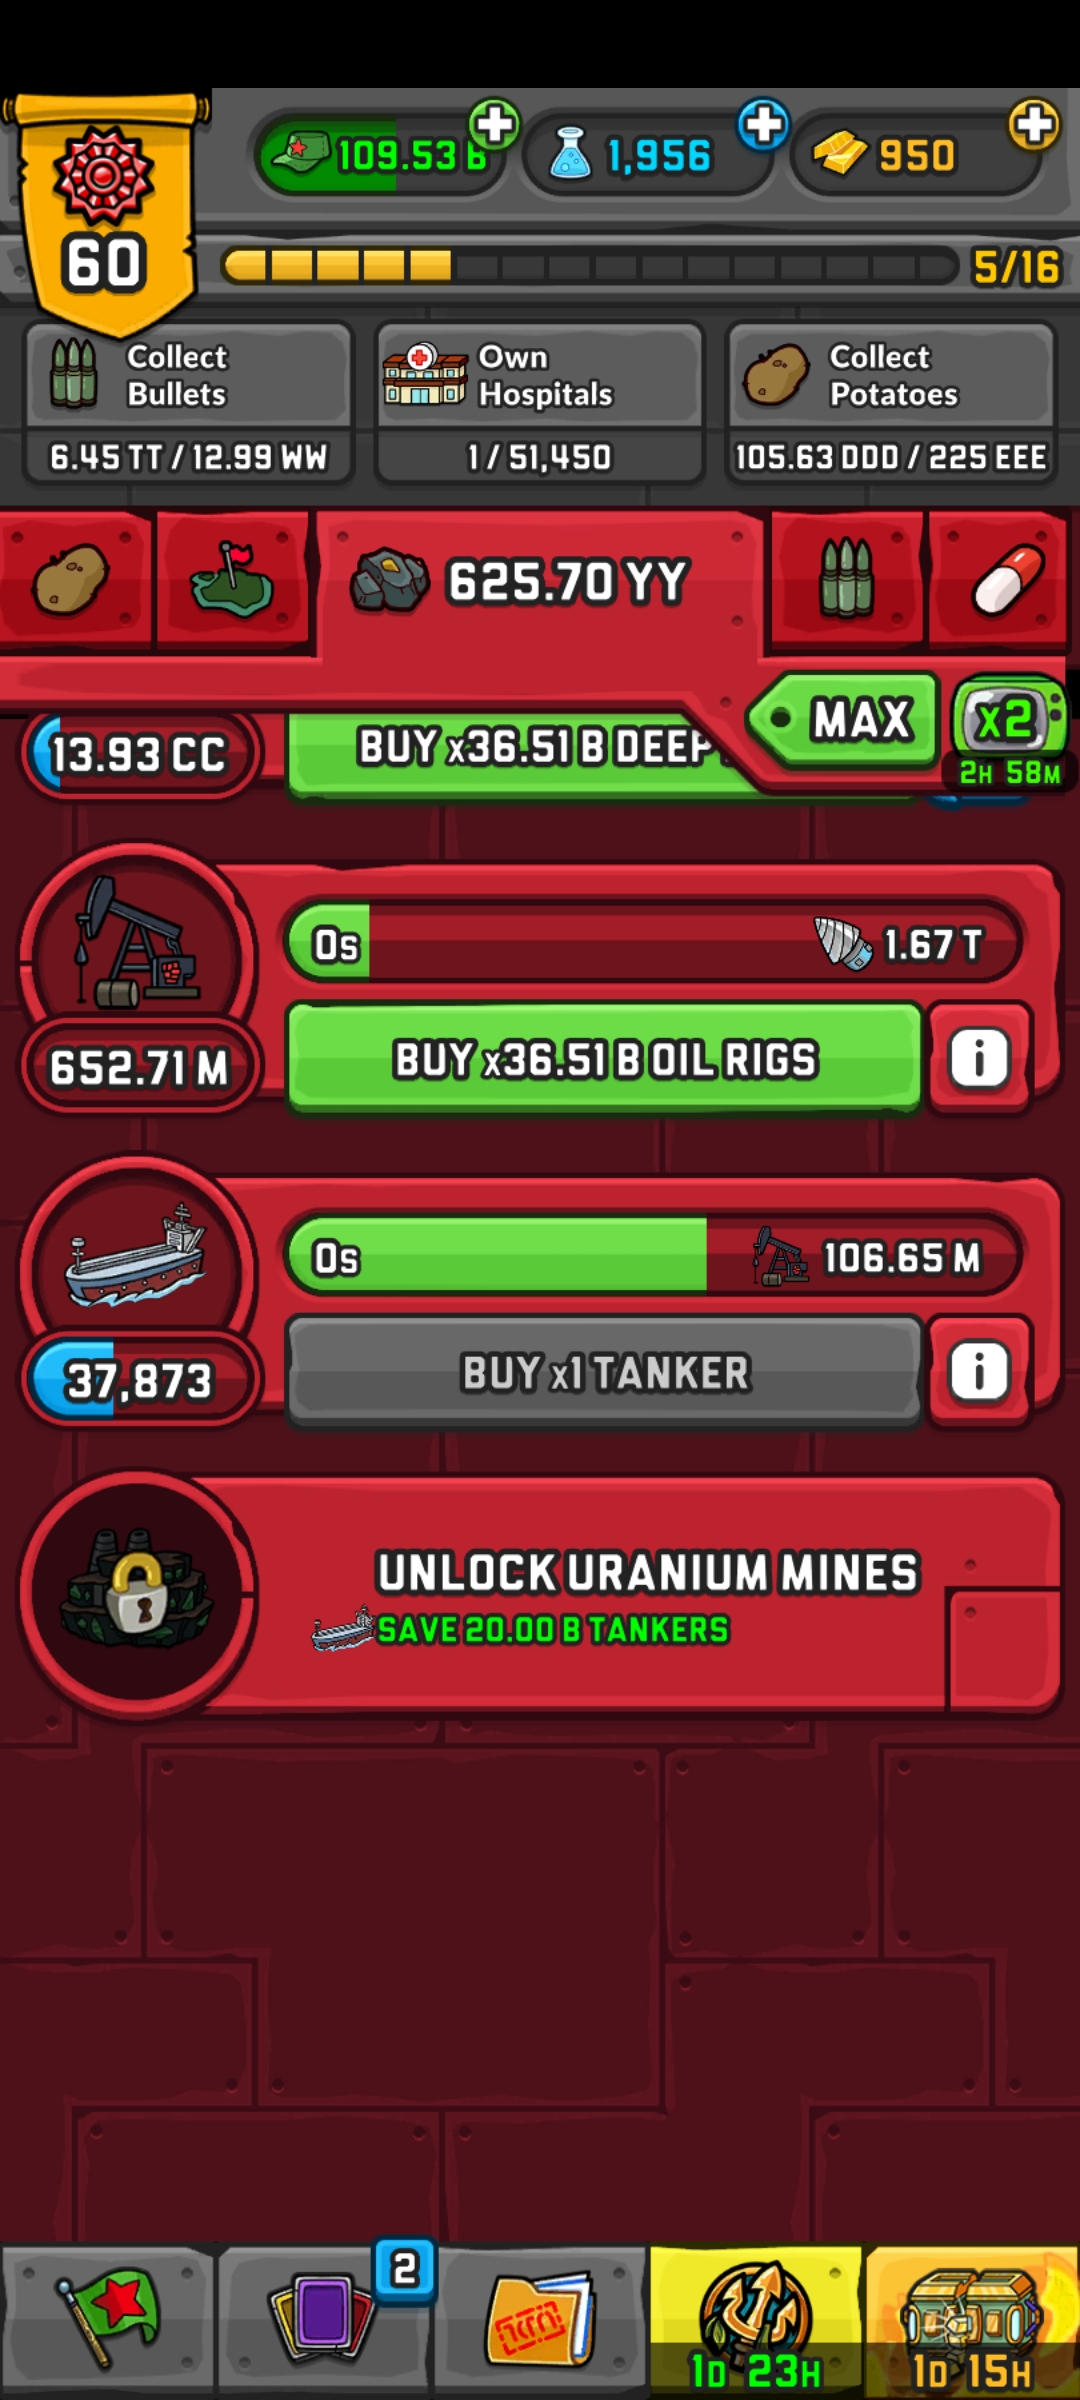 109.53 B
1,956
950
60
5/16
Collect
Bullets
6.45 TT / 12.99 WW
Own
Hospitals
1 / 51,450
Collect
Potatoes
105.63 DDD / 225 EEE
625.70 YY
MAX
x2
2H 58M
13.93 CC
BUY x36.51 B DEEP
0s
1.67 T
652.71 M
BUY x36.51 B OIL RIGS
i
0s
106.65 M
37,873
BUY x1 TANKER
i
UNLOCK URANIUM MINES
SAVE 20.00 B TANKERS
2
1D 23H
1D 15H